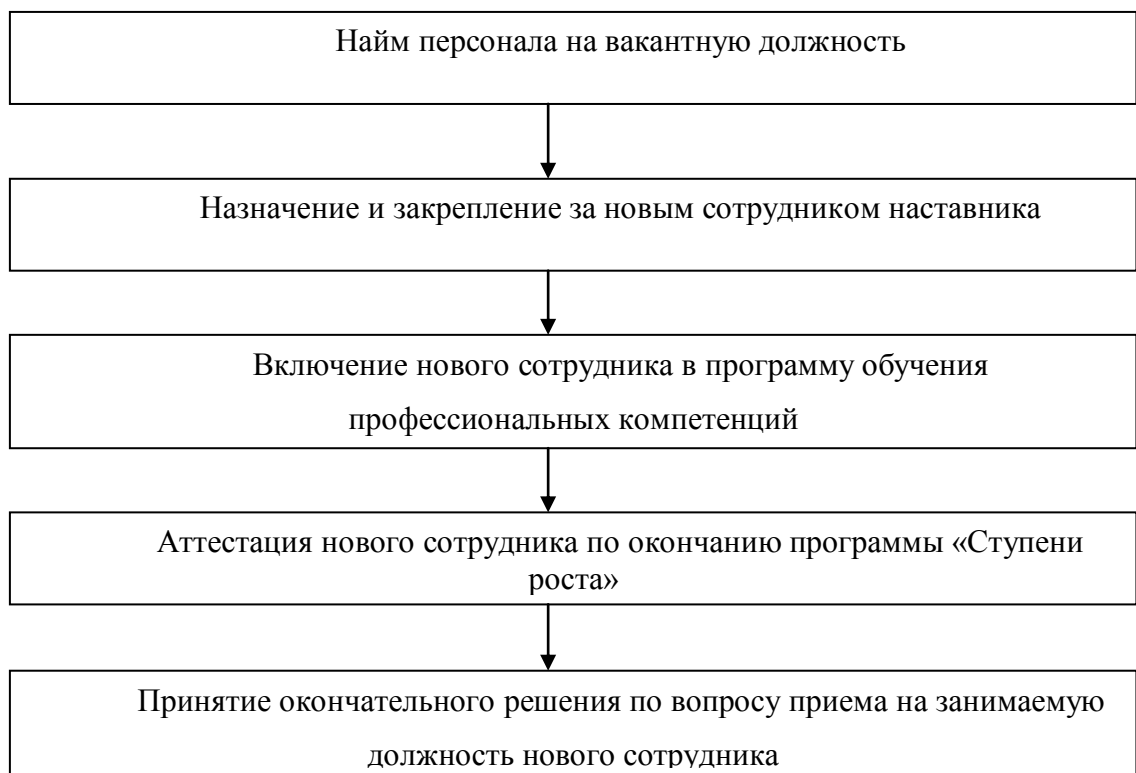 Найм персонала на вакантную должность
Назначение и закрепление за новым сотрудником наставника
Включение нового сотрудника в программу обучения
профессиональных компетенций
Аттестация нового сотрудника по окончанию программы «Ступени
роста»
Принятие окончательного решения по вопросу приема на занимаемую
должность нового сотрудника